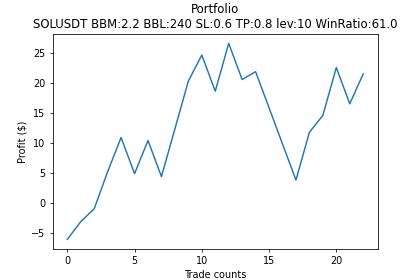 Portfolio
SOLUSDT BBM:2.2 BBL:240 SL:0.6 TP:0.8 lev:10 WinRatio:61.0
25
20
15
10
5
0
−5
Profit ($)
0 5 10 15 20
Trade counts